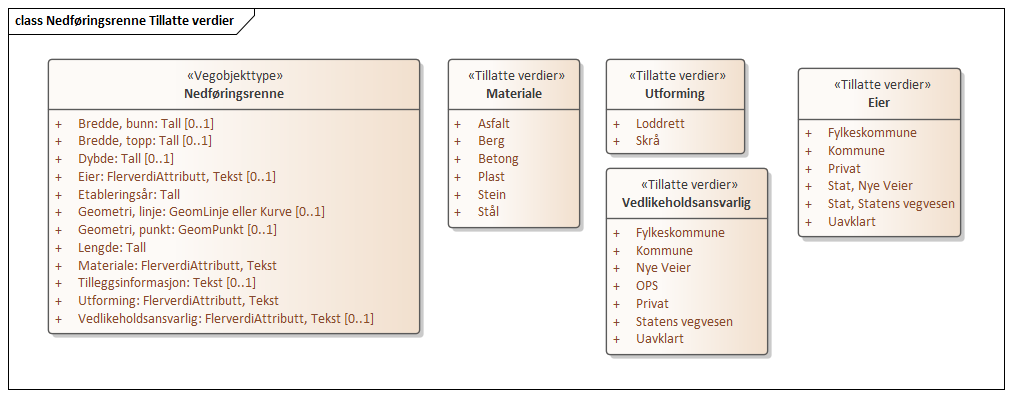 class Nedføringsrenne Tillatte verdier
«Vegobjekttype»
Nedføringsrenne
+ Bredde, bunn: Tall [0..1]
+ Bredde, topp: Tall [0..1]
+ Dybde: Tall [0..1]
+ Eier: FlerverdiAttributt, Tekst [0..1]
+ Etableringsår: Tall
+ Geometri, linje: GeomLinje eller Kurve [0..1]
+ Geometri, punkt: GeomPunkt [0..1]
+ Lengde: Tall
+ Materiale: FlerverdiAttributt, Tekst
+ Tilleggsinformasjon: Tekst [0..1]
+ Utforming: FlerverdiAttributt, Tekst
+ Vedlikeholdsansvarlig: FlerverdiAttributt, Tekst [0..1]
«Tillatte verdier»
Materiale
+ Asfalt
+ Berg
+ Betong
+ Plast
+ Stein
+ Stål
«Tillatte verdier»
Utforming
+ Loddrett
+ Skrå
«Tillatte verdier»
Vedlikeholdsansvarlig
+ Fylkeskommune
+ Kommune
+ Nye Veier
+ OPS
+ Privat
+ Statens vegvesen
+ Uavklart
«Tillatte verdier»
Eier
+ Fylkeskommune
+ Kommune
+ Privat
+ Stat, Nye Veier
+ Stat, Statens vegvesen
+ Uavklart